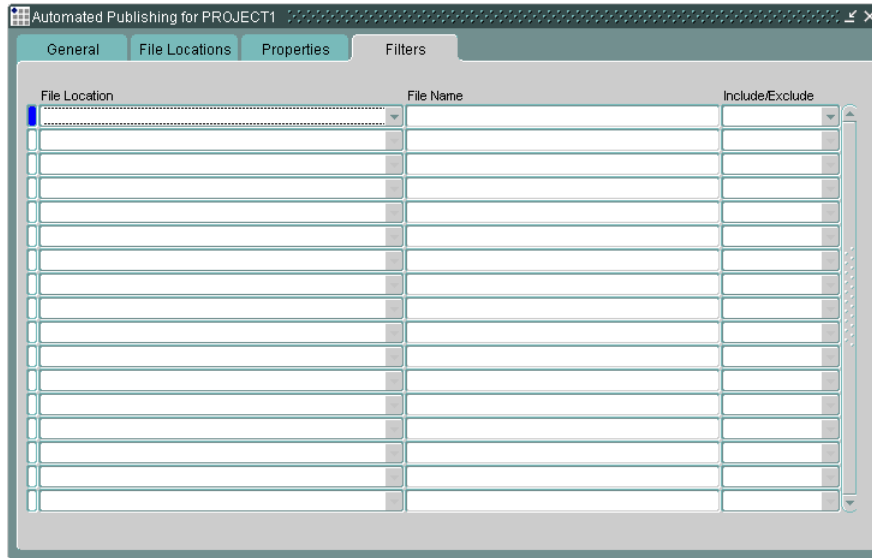 Automated Publishing for PROJECT1
General File Locations Properties Filters
File Location File Name Include/Exclude